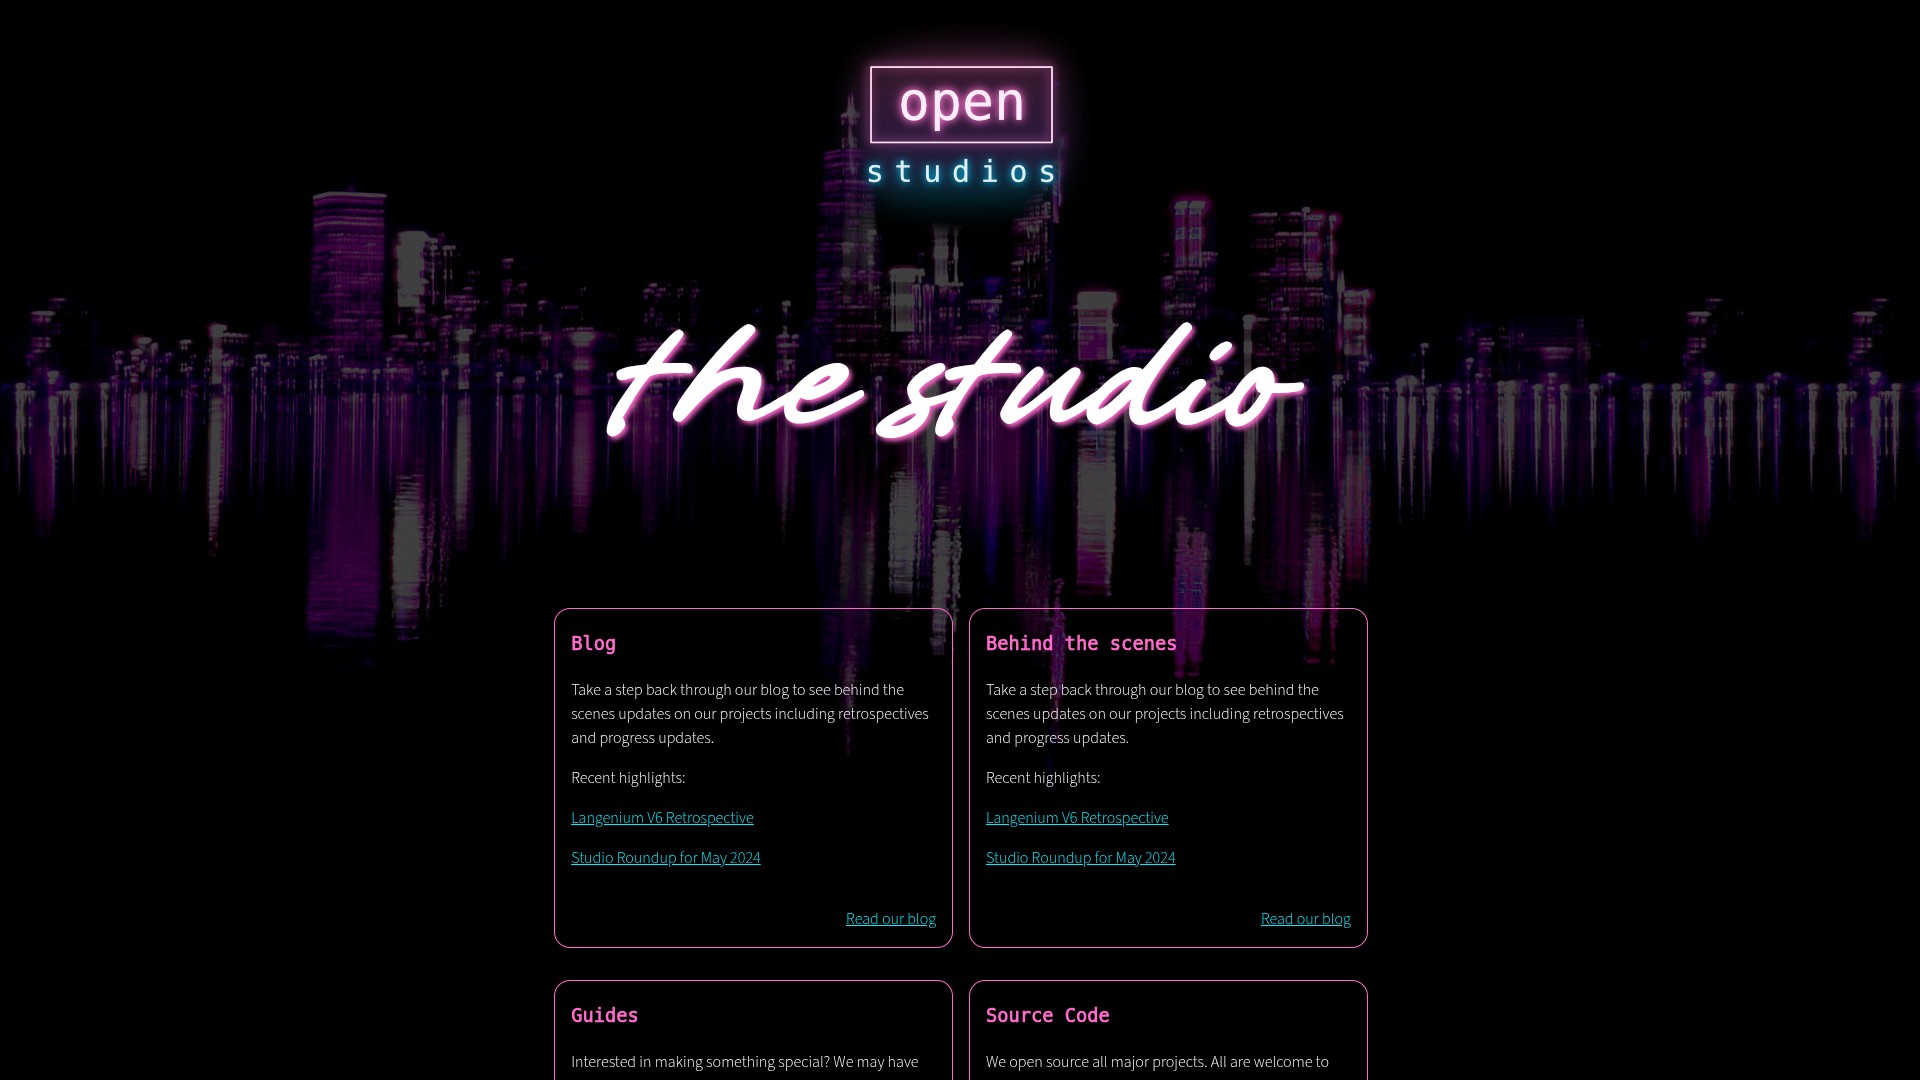 open
studios
the studio
Blog
Take a step back through our blog to see behind the
scenes updates on our projects including retrospectives
and progress updates.
Recent highlights:
Langenium V6 Retrospective
Studio Roundup for May 2024
Read our blog
Behind the scenes
Take a step back through our blog to see behind the
scenes updates on our projects including retrospectives
and progress updates.
Recent highlights:
Langenium V6 Retrospective
Studio Roundup for May 2024
Read our blog
Guides
Interested in making something special? We may have
Source Code
We open source all major projects. All are welcome to